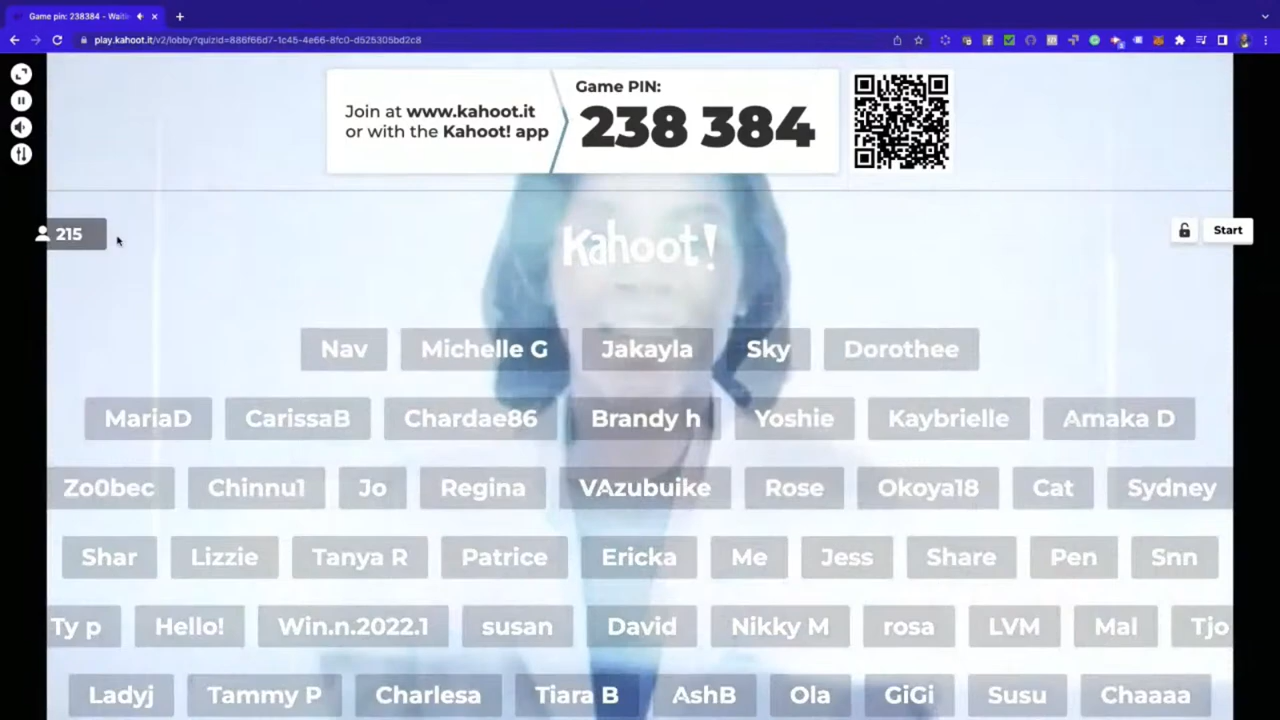 Game pin: 238384 - Waiti
play.kahoot.it/v2/lobby?quizid=886f66d7-1c45-4e66-8fc0-d525305bd2c8
Join at www.kahoot.it
or with the Kahoot! app
Game PIN:
238 384
215
Start
Kahoot!
Nav Michelle G Jakayla Sky Dorothee
MariaD CarissaB Chardae86 Brandy h Yoshie Kaybrielle Amaka D
Zo0bec Chinnu1 Jo Regina VAzubuike Rose Okoya18 Cat Sydney
Shar Lizzie Tanya R Patrice Ericka Me Jess Share Pen Snn
Ty p Hello! Win.n.2022.1 susan David Nikky M rosa LVM Mal Tjo
Ladyj Tammy P Charlesa Tiara B AshB Ola GiGi Susu Chaaaa